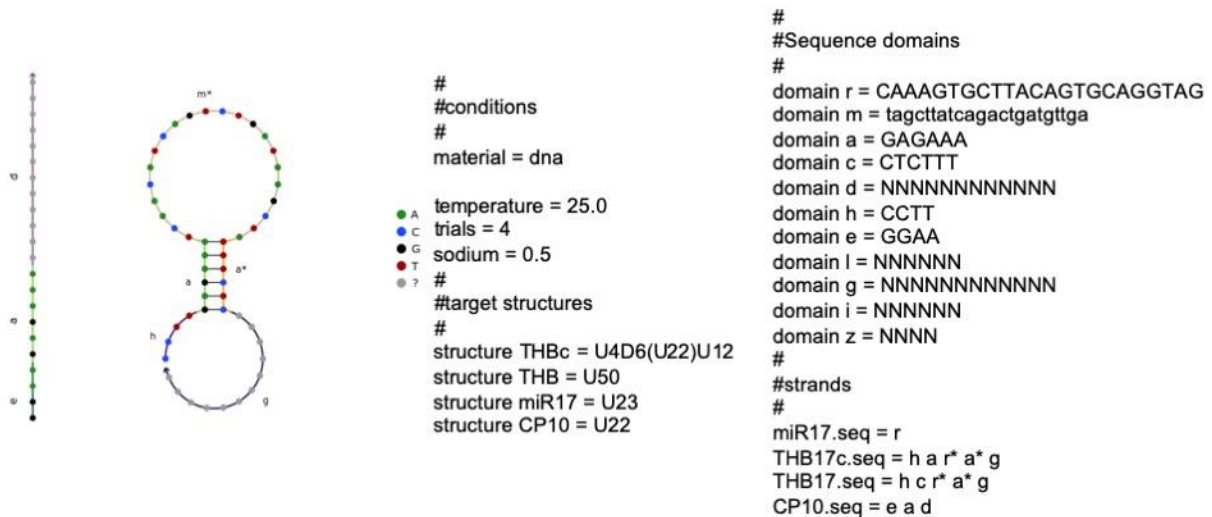 m*
d
a
e
a
a*
h
g
A
C
G
T
?
#
#conditions
#
material = dna
temperature = 25.0
trials = 4
sodium = 0.5
#
#target structures
#
structure THBc = U4D6(U22)U12
structure THB = U50
structure miR17 = U23
structure CP10 = U22
#
#Sequence domains
#
domain r = CAAAGTGCTTACAGTGCAGGTAG
domain m = tagcttatcagactgatgttga
domain a = GAGAAA
domain c = CTCTTT
domain d = NNNNNNNNNNNN
domain h = CCTT
domain e = GGAA
domain l = NNNNNN
domain g = NNNNNNNNNNNN
domain i = NNNNNN
domain z = NNNN
#
#strands
#
miR17.seq = r
THB17c.seq = h a r* a* g
THB17.seq = h c r* a* g
CP10.seq = e a d